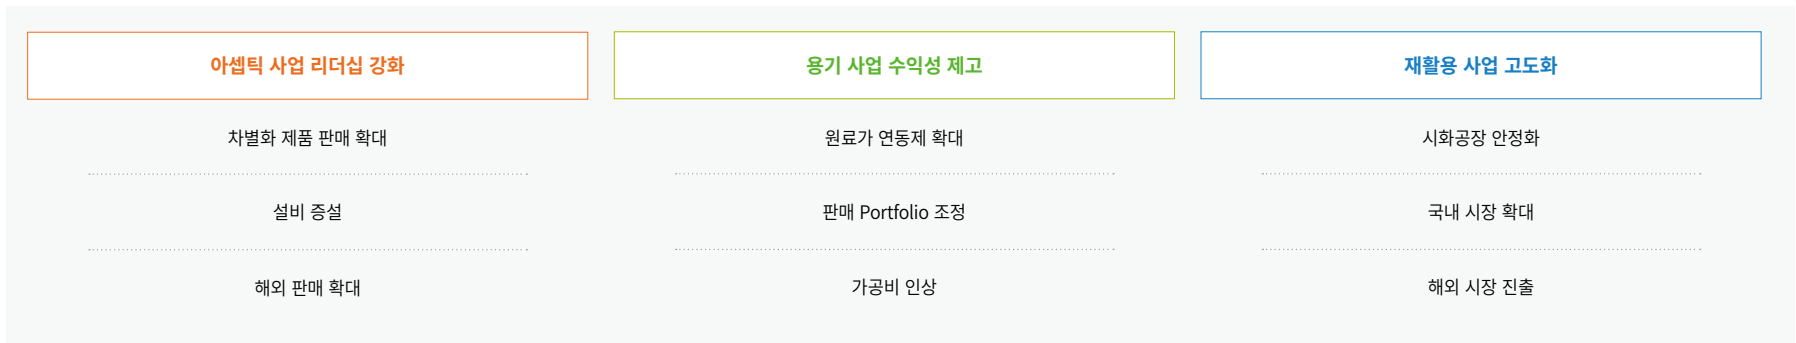 아셉틱 사업 리더십 강화
차별화 제품 판매 확대
설비 증설
해외 판매 확대
용기 사업 수익성 제고
원료가 연동제 확대
판매 Portfolio 조정
가공비 인상
재활용 사업 고도화
시화공장 안정화
국내 시장 확대
해외 시장 진출